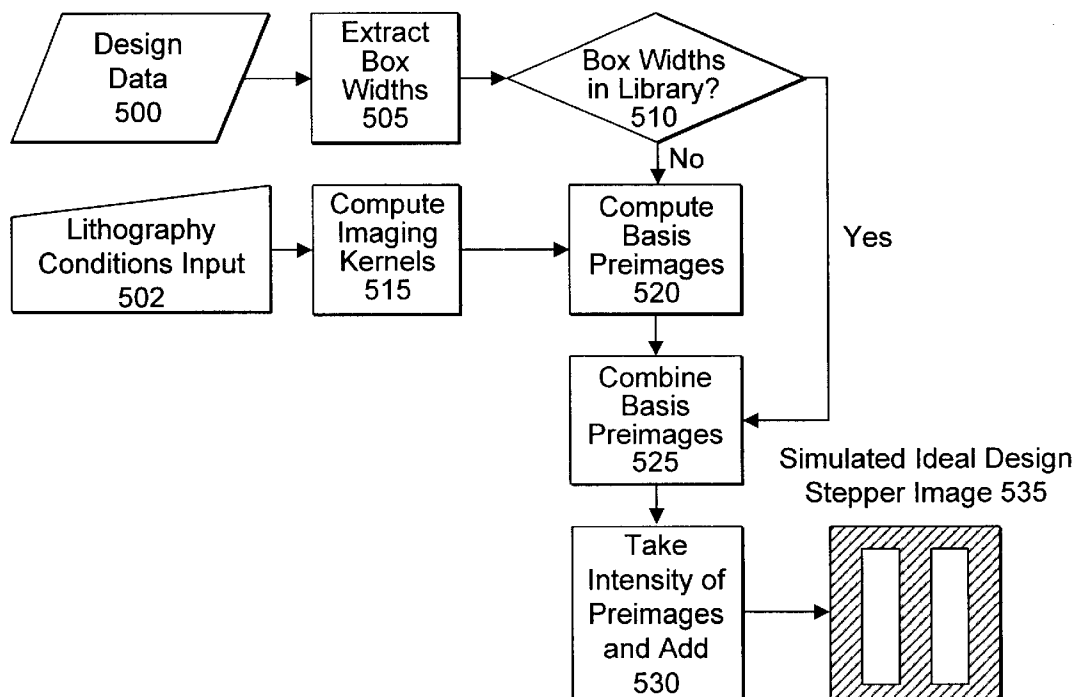 Design
Data
500
Extract
Box
Widths
505
Box Widths
in Library?
510
No
Yes
Lithography
Conditions Input
502
Compute
Imaging
Kernels
515
Compute
Basis
Preimages
520
Combine
Basis
Preimages
525
Simulated Ideal Design
Stepper Image 535
Take
Intensity of
Preimages
and Add
530